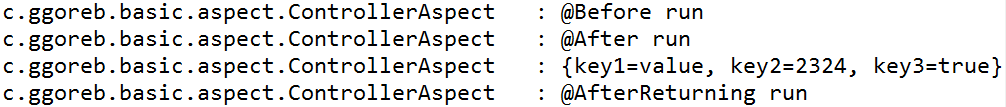 c.ggoreb.basic.aspect.ControllerAspect : @Before run
c.ggoreb.basic.aspect.ControllerAspect : @After run
c.ggoreb.basic.aspect.ControllerAspect : {key1=value, key2=2324, key3=true}
c.ggoreb.basic.aspect.ControllerAspect : @AfterReturning run